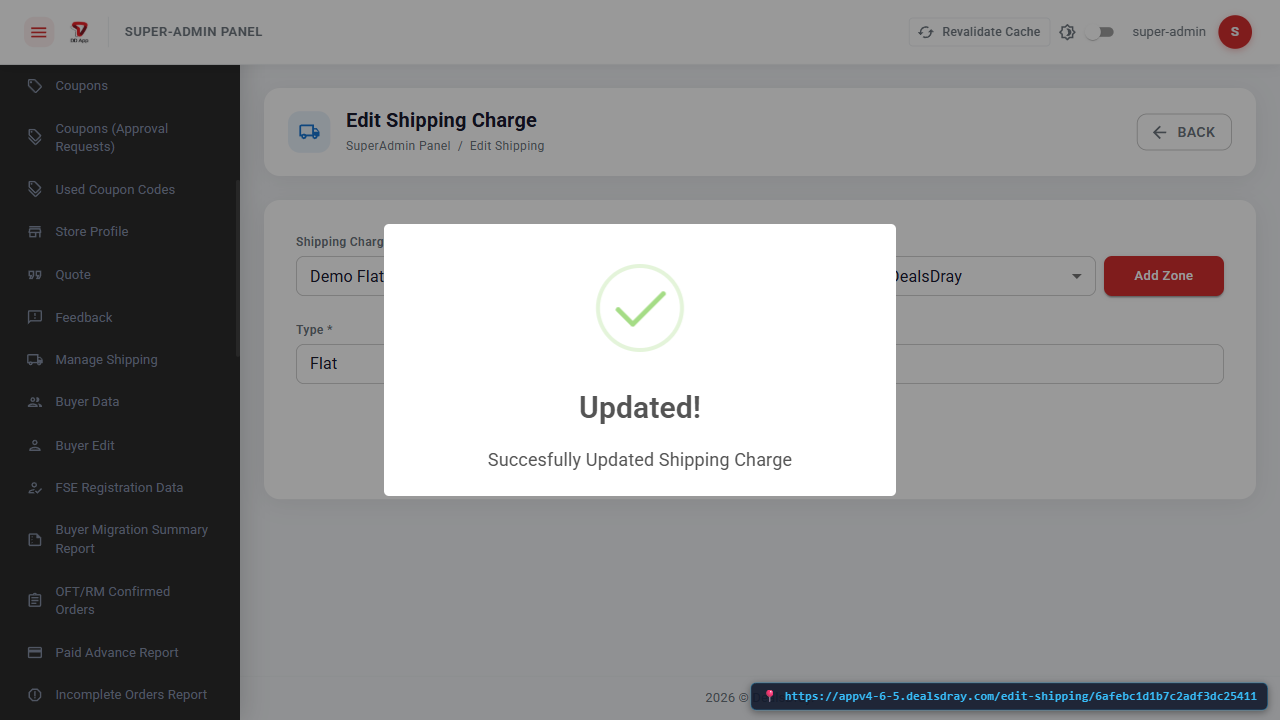 DD App
SUPER-ADMIN PANEL
Revalidate Cache
super-admin
S
Coupons
Coupons (Approval
Requests)
Used Coupon Codes
Store Profile
Quote
Feedback
Manage Shipping
Buyer Data
Buyer Edit
FSE Registration Data
Buyer Migration Summary
Report
OFT/RM Confirmed
Orders
Paid Advance Report
Incomplete Orders Report
Edit Shipping Charge
SuperAdmin Panel / Edit Shipping
BACK
Shipping Charg
Demo Flat
DealsDray
Add Zone
Type *
Flat
Updated!
Succesfully Updated Shipping Charge
2026 ©
https://appv4-6-5.dealsdray.com/edit-shipping/6afebc1d1b7c2adf3dc25411